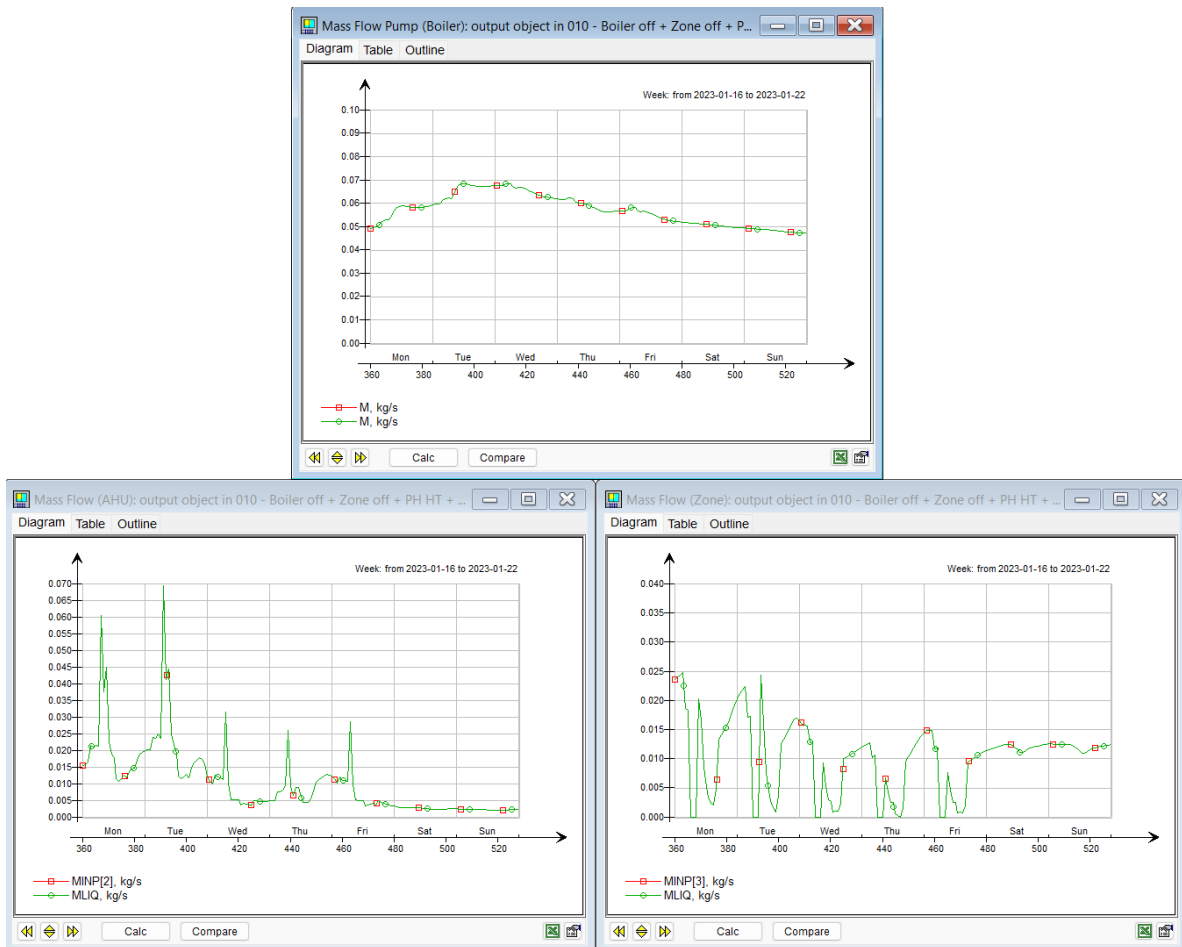 Mass Flow Pump (Boiler): output object in 010 - Boiler off + Zone off + P...
Diagram Table Outline
Week: from 2023-01-16 to 2023-01-22
0.10
0.09
0.08
0.07
0.06
0.05
0.04
0.03
0.02
0.01
0.00
Mon Tue Wed Thu Fri Sat Sun
360 380 400 420 440 460 480 500 520
M, kg/s
M, kg/s
Calc Compare
Mass Flow (AHU): output object in 010 - Boiler off + Zone off + PH HT + ...
Diagram Table Outline
Week: from 2023-01-16 to 2023-01-22
0.070
0.065
0.060
0.055
0.050
0.045
0.040
0.035
0.030
0.025
0.020
0.015
0.010
0.005
0.000
Mon Tue Wed Thu Fri Sat Sun
360 380 400 420 440 460 480 500 520
MINP[2], kg/s
MLIQ, kg/s
Calc Compare
Mass Flow (Zone): output object in 010 - Boiler off + Zone off + PH HT + ...
Diagram Table Outline
Week: from 2023-01-16 to 2023-01-22
0.040
0.035
0.030
0.025
0.020
0.015
0.010
0.005
0.000
Mon Tue Wed Thu Fri Sat Sun
360 380 400 420 440 460 480 500 520
MINP[3], kg/s
MLIQ, kg/s
Calc Compare